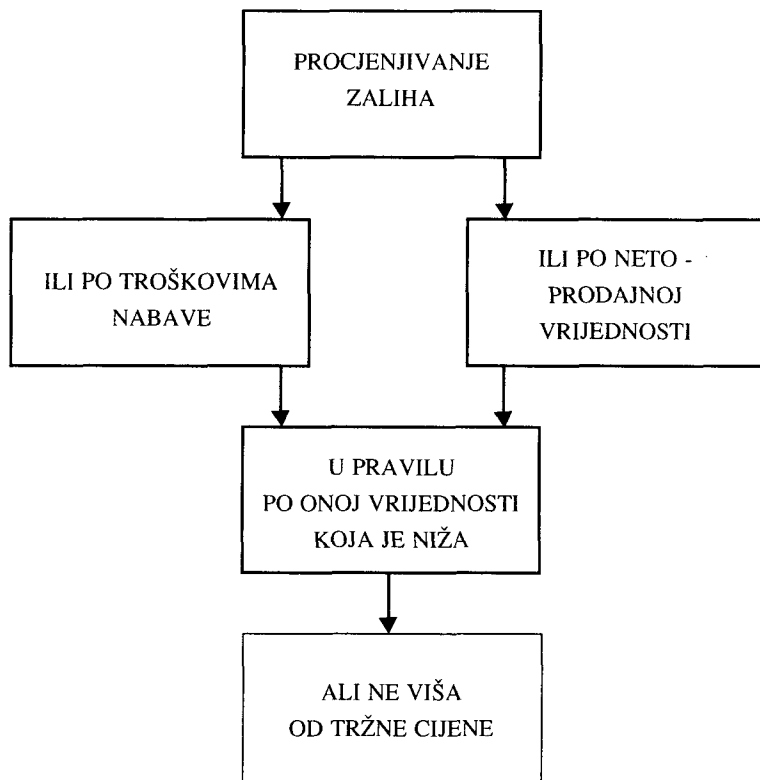 PROCJENJIVANJE
ZALIHA
ILI PO TROŠKOVIMA
NABAVE
ILI PO NETO -
PRODAJNOJ
VRIJEDNOSTI
U PRAVILU
PO ONOJ VRIJEDNOSTI
KOJA JE NIŽA
ALI NE VIŠA
OD TRŽNE CIJENE